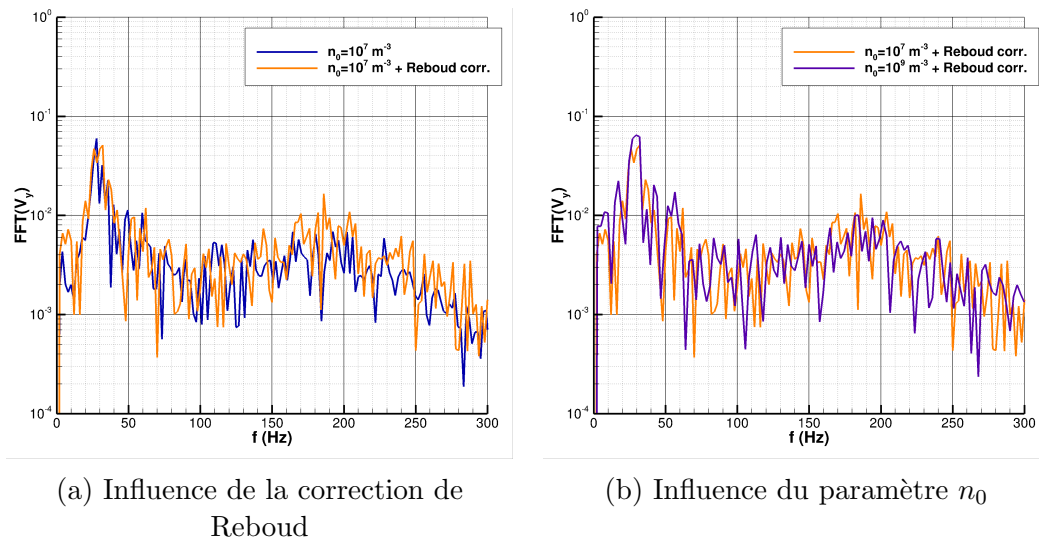 10⁰
10⁻¹
10⁻²
10⁻³
10⁻⁴
FFT(Vy)
n₀=10⁷ m⁻³
n₀=10⁷ m⁻³ + Reboud corr.
0 50 100 150 200 250 300
f (Hz)
(a) Influence de la correction de
Reboud
10⁰
10⁻¹
10⁻²
10⁻³
10⁻⁴
FFT(Vy)
n₀=10⁷ m⁻³ + Reboud corr.
n₀=10⁹ m⁻³ + Reboud corr.
0 50 100 150 200 250 300
f (Hz)
(b) Influence du paramètre n₀